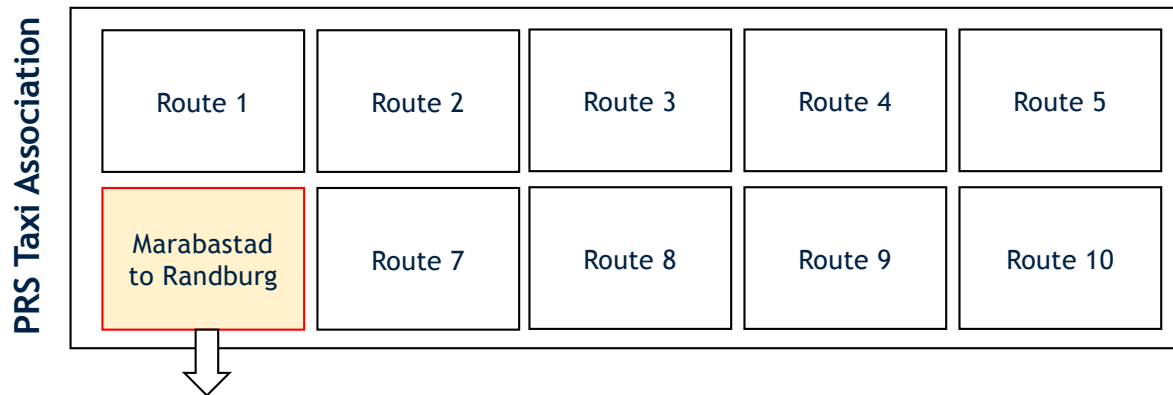 PRS Taxi Association
Route 1
Route 2
Route 3
Route 4
Route 5
Marabastad
to Randburg
Route 7
Route 8
Route 9
Route 10